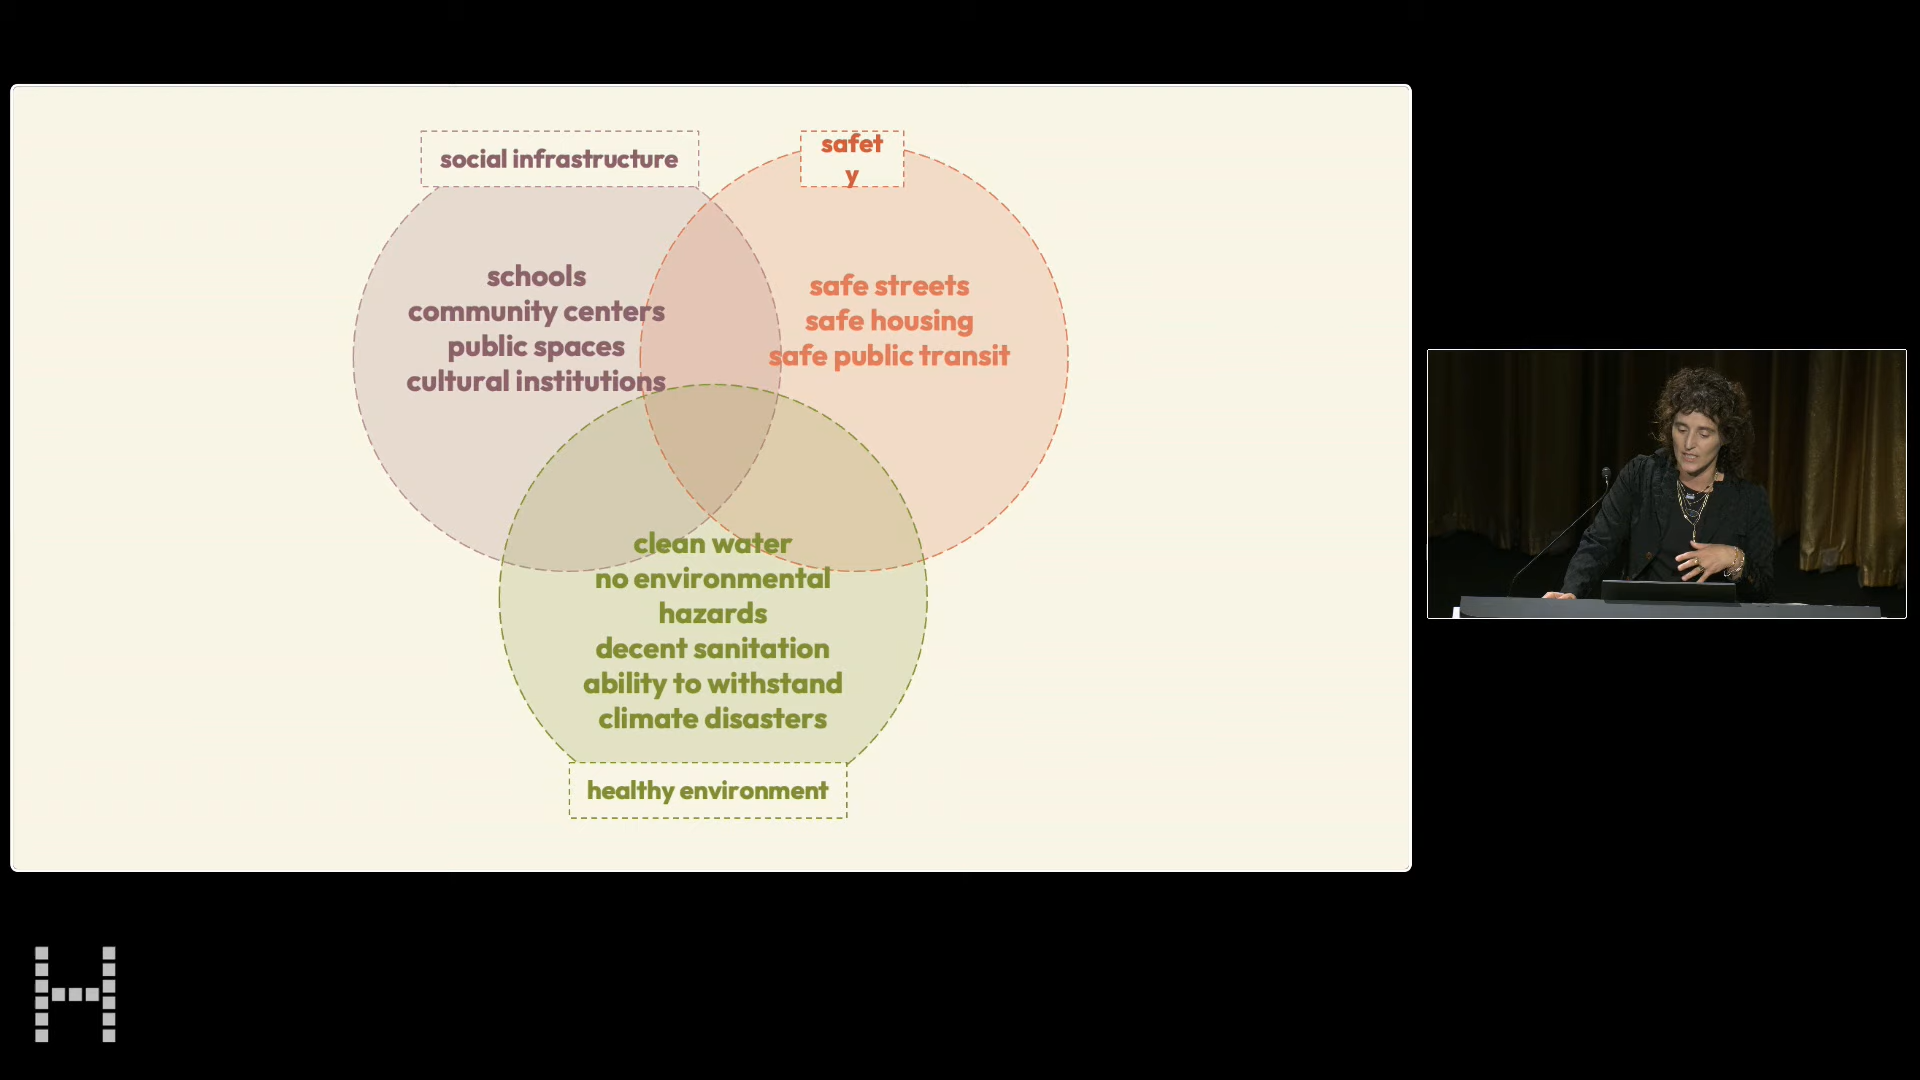 social infrastructure
safet
y
schools
community centers
public spaces
cultural institutions
safe streets
safe housing
safe public transit
clean water
no environmental
hazards
decent sanitation
ability to withstand
climate disasters
healthy environment
H